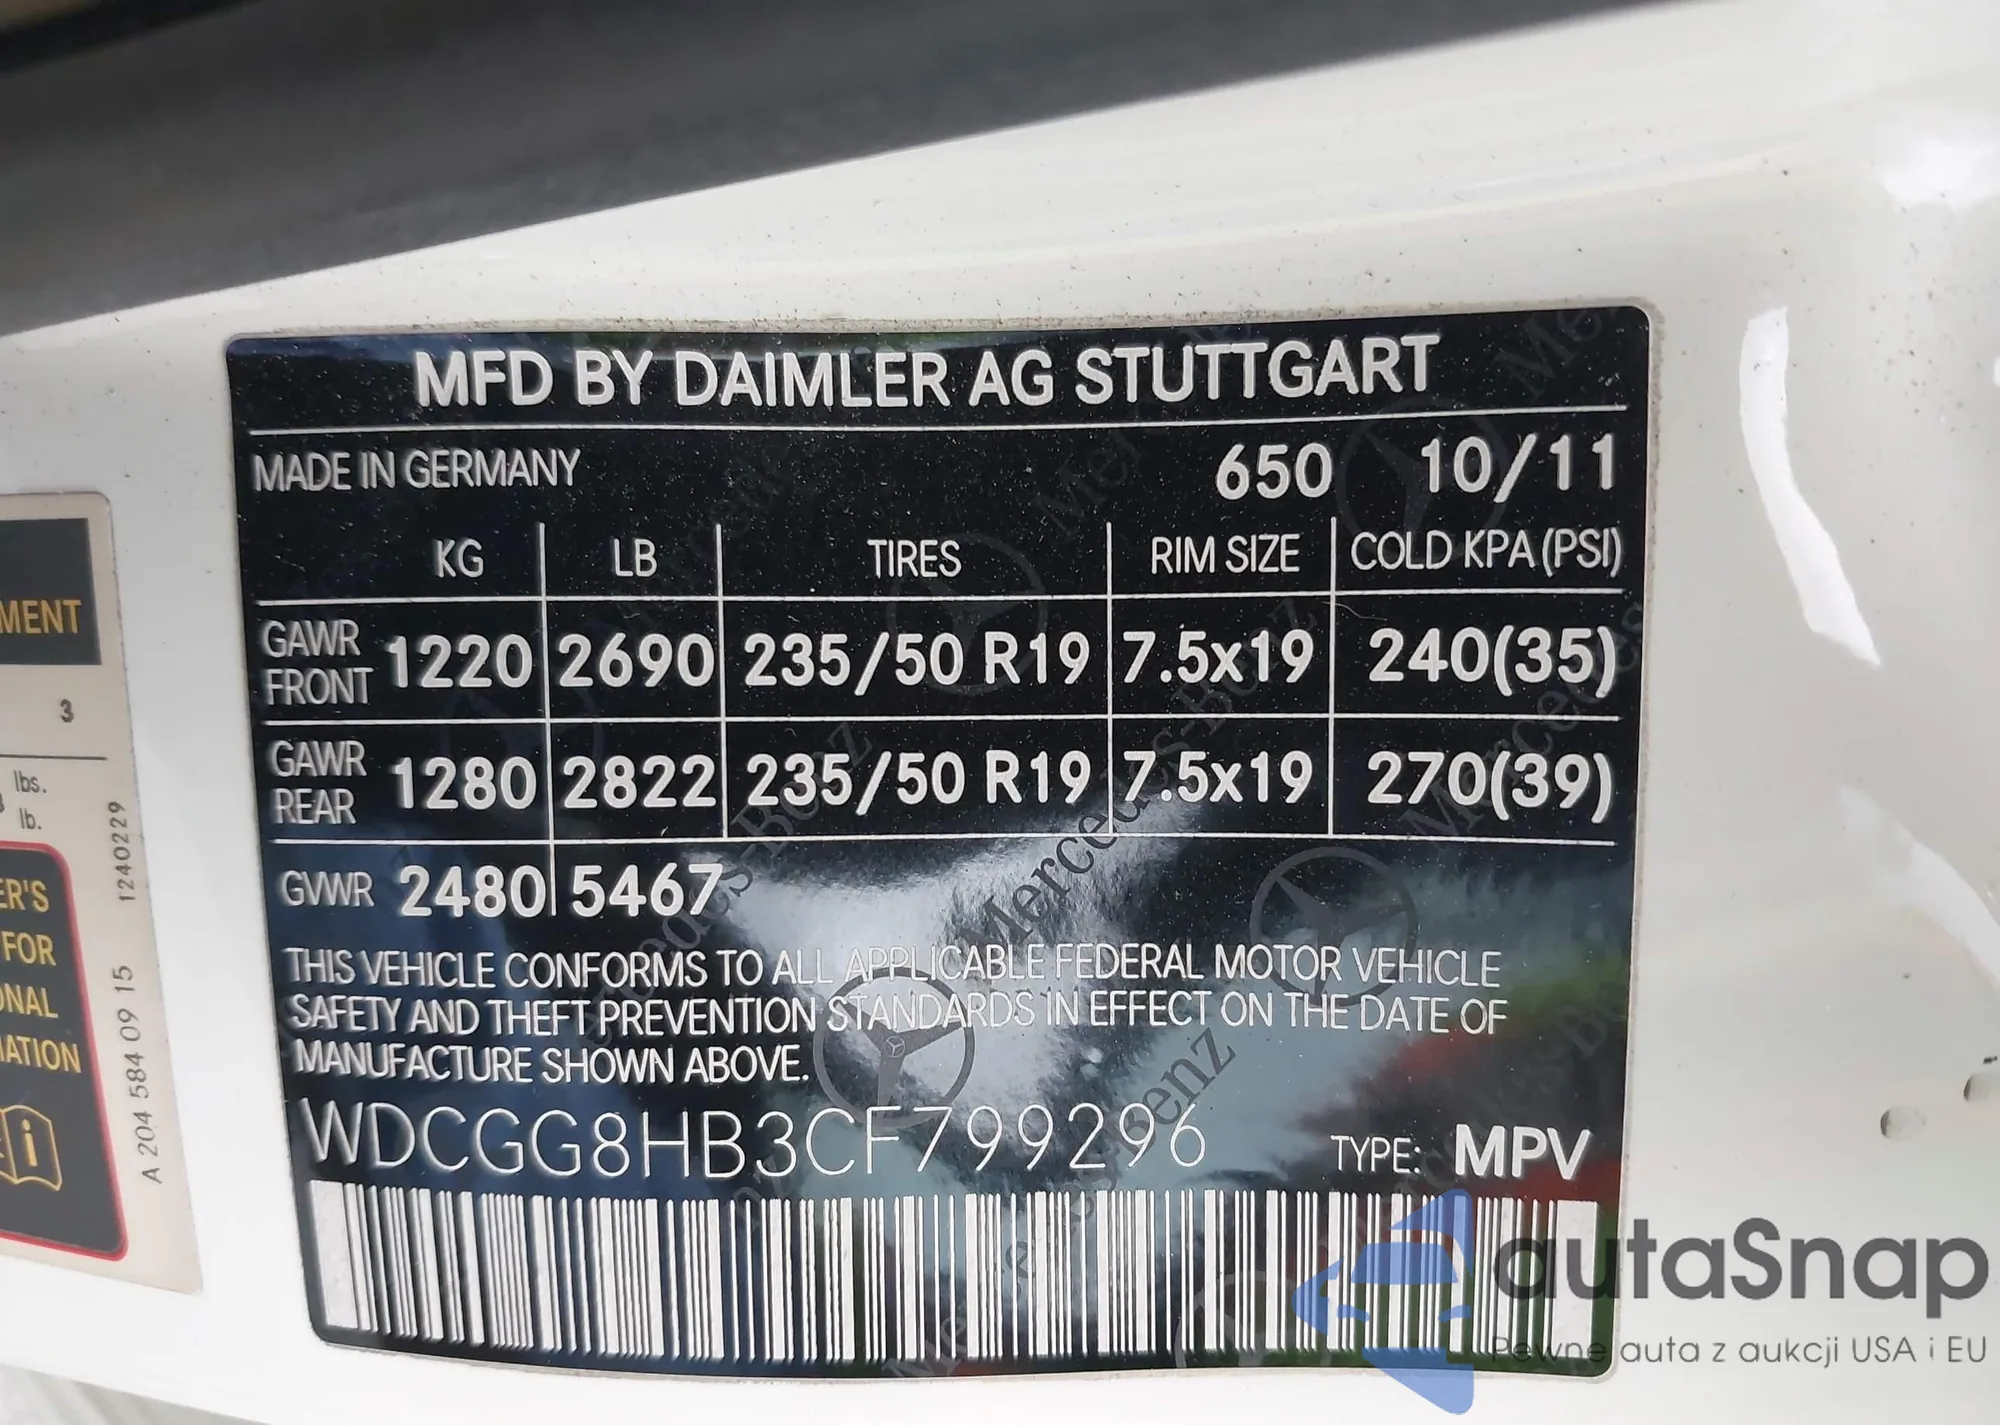 MFD BY DAIMLER AG STUTTGART
MADE IN GERMANY 650 10/11
KG LB TIRES RIM SIZE COLD KPA (PSI)
GAWR FRONT 1220 2690 235/50 R19 7.5x19 240(35)
GAWR REAR 1280 2822 235/50 R19 7.5x19 270(39)
GVWR 2480 5467
THIS VEHICLE CONFORMS TO ALL APPLICABLE FEDERAL MOTOR VEHICLE
SAFETY AND THEFT PREVENTION STANDARDS IN EFFECT ON THE DATE OF
MANUFACTURE SHOWN ABOVE.
WDCGG8HB3CF799296 TYPE: MPV
MENT
3
lbs.
lb.
ER'S
FOR
ONAL
MATION
A 204 584 09 15 1240229
Mercedes-Benz
autaSnap
Pewne auta z aukcji USA i EU